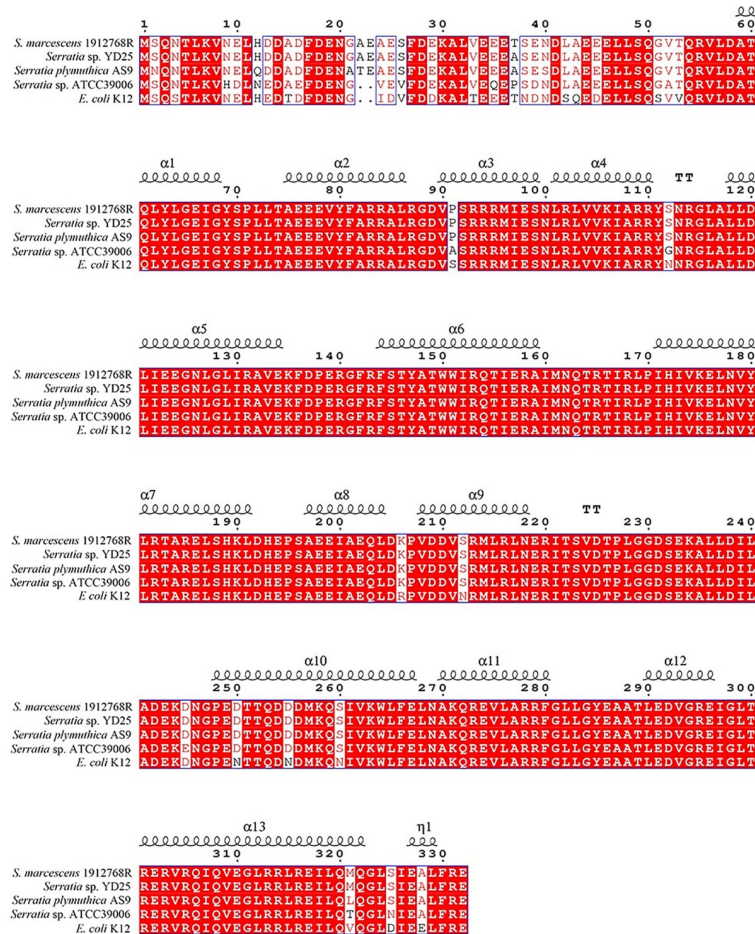 1 10 20 30 40 50 60
S. marcescens 1912768R MSQNTLKVNELHDDADFDENGAEAESFDEKALVEEETSENDLAEEELLSQGVTQRVLDAT
Serratia sp. YD25 MNQNTLKVNELHDDADFDENGAEAESFDEKALVEEEASENDLAEEELLSQGVTQRVLDAT
Serratia plymuthica AS9 MNQNTLKVNELQDDADFDENATEAESFDEKALVEEEASESDLAEEELLSQGVTQRVLDAT
Serratia sp. ATCC39006 MSQNTLKVHDLNEDADFDENG..AEVFDEKALVEQEPSDNDLAEEELLSQGATQRVLDAT
E. coli K12 MSQSTLKVNELHEDTDFDENG..IDVFDDKALTEEETNDNDSQEDELLSQSVVQRVLDAT
α1 α2 α3 α4 TT
70 80 90 100 110 120
S. marcescens 1912768R QLYLGEIGYSPLLTAEEEVYFARRALRGDVPSRRRMIESNLRLVVKIARRYSNRGLALLD
Serratia sp. YD25 QLYLGEIGYSPLLTAEEEVYFARRALRGDVPSRRRMIESNLRLVVKIARRYSNRGLALLD
Serratia plymuthica AS9 QLYLGEIGYSPLLTAEEEVYFARRALRGDVPSRRRMIESNLRLVVKIARRYSNRGLALLD
Serratia sp. ATCC39006 QLYLGEIGYSPLLTAEEEVYFARRALRGDVASRRRMIESNLRLVVKIARRYGNRGLALLD
E. coli K12 QLYLGEIGYSPLLTAEEEVYFARRALRGDVSSRRRMIESNLRLVVKIARRYNNRGLALLD
α5 α6
130 140 150 160 170 180
S. marcescens 1912768R LIEEGNLGLIRAVEKFDPERGFRFSTYATWWIRQTIERAIMNQTRTIRLPIHIVKELNVY
Serratia sp. YD25 LIEEGNLGLIRAVEKFDPERGFRFSTYATWWIRQTIERAIMNQTRTIRLPIHIVKELNVY
Serratia plymuthica AS9 LIEEGNLGLIRAVEKFDPERGFRFSTYATWWIRQTIERAIMNQTRTIRLPIHIVKELNVY
Serratia sp. ATCC39006 LIEEGNLGLIRAVEKFDPERGFRFSTYATWWIRQTIERAIMNQTRTIRLPIHIVKELNVY
E. coli K12 LIEEGNLGLIRAVEKFDPERGFRFSTYATWWIRQTIERAIMNQTRTIRLPIHIVKELNVY
α7 α8 α9 TT
190 200 210 220 230 240
S. marcescens 1912768R LRTARELSHKLDHEPSAEEIAEQLDKPVDDVSRMLRLNERITSVDTPLGGDSEKALLDIL
Serratia sp. YD25 LRTARELSHKLDHEPSAEEIAEQLDKPVDDVSRMLRLNERITSVDTPLGGDSEKALLDIL
Serratia plymuthica AS9 LRTARELSHKLDHEPSAEEIAEQLDKPVDDVSRMLRLNERITSVDTPLGGDSEKALLDIL
Serratia sp. ATCC39006 LRTARELSHKLDHEPSAEEIAEQLDKPVDDVSRMLRLNERITSVDTPLGGDSEKALLDIL
E coli K12 LRTARELSHKLDHEPSAEEIAEQLDRPVDDVNRMLRLNERITSVDTPLGGDSEKALLDIL
α10 α11 α12
250 260 270 280 290 300
S. marcescens 1912768R ADEKDNGPEDTTQDDDMKQSIVKWLFELNAKQREVLARRFGLLGYEAATLEDVGREIGLT
Serratia sp. YD25 ADEKDNGPEDTTQDDDMKQSIVKWLFELNAKQREVLARRFGLLGYEAATLEDVGREIGLT
Serratia plymuthica AS9 ADEKDNGPEDTTQDDDMKQSIVKWLFELNAKQREVLARRFGLLGYEAATLEDVGREIGLT
Serratia sp. ATCC39006 ADEKENGPEDTTQDDDMKQSIVKWLFELNAKQREVLARRFGLLGYEAATLEDVGREIGLT
E. coli K12 ADEKDNGPENTTQDNDMKQNIVKWLFELNAKQREVLARRFGLLGYEAATLEDVGREIGLT
α13 η1
310 320 330
S. marcescens 1912768R RERVRQIQVEGLRRLREILQMQGLSIEALFRE
Serratia sp. YD25 RERVRQIQVEGLRRLREILQMQGLSIEALFRE
Serratia plymuthica AS9 RERVRQIQVEGLRRLREILQLQGLSIEALFRE
Serratia sp. ATCC39006 RERVRQIQVEGLRRLREILQTQGLNIEALFRE
E. coli K12 RERVRQIQVEGLRRLREILQVQGLDIEELFRE